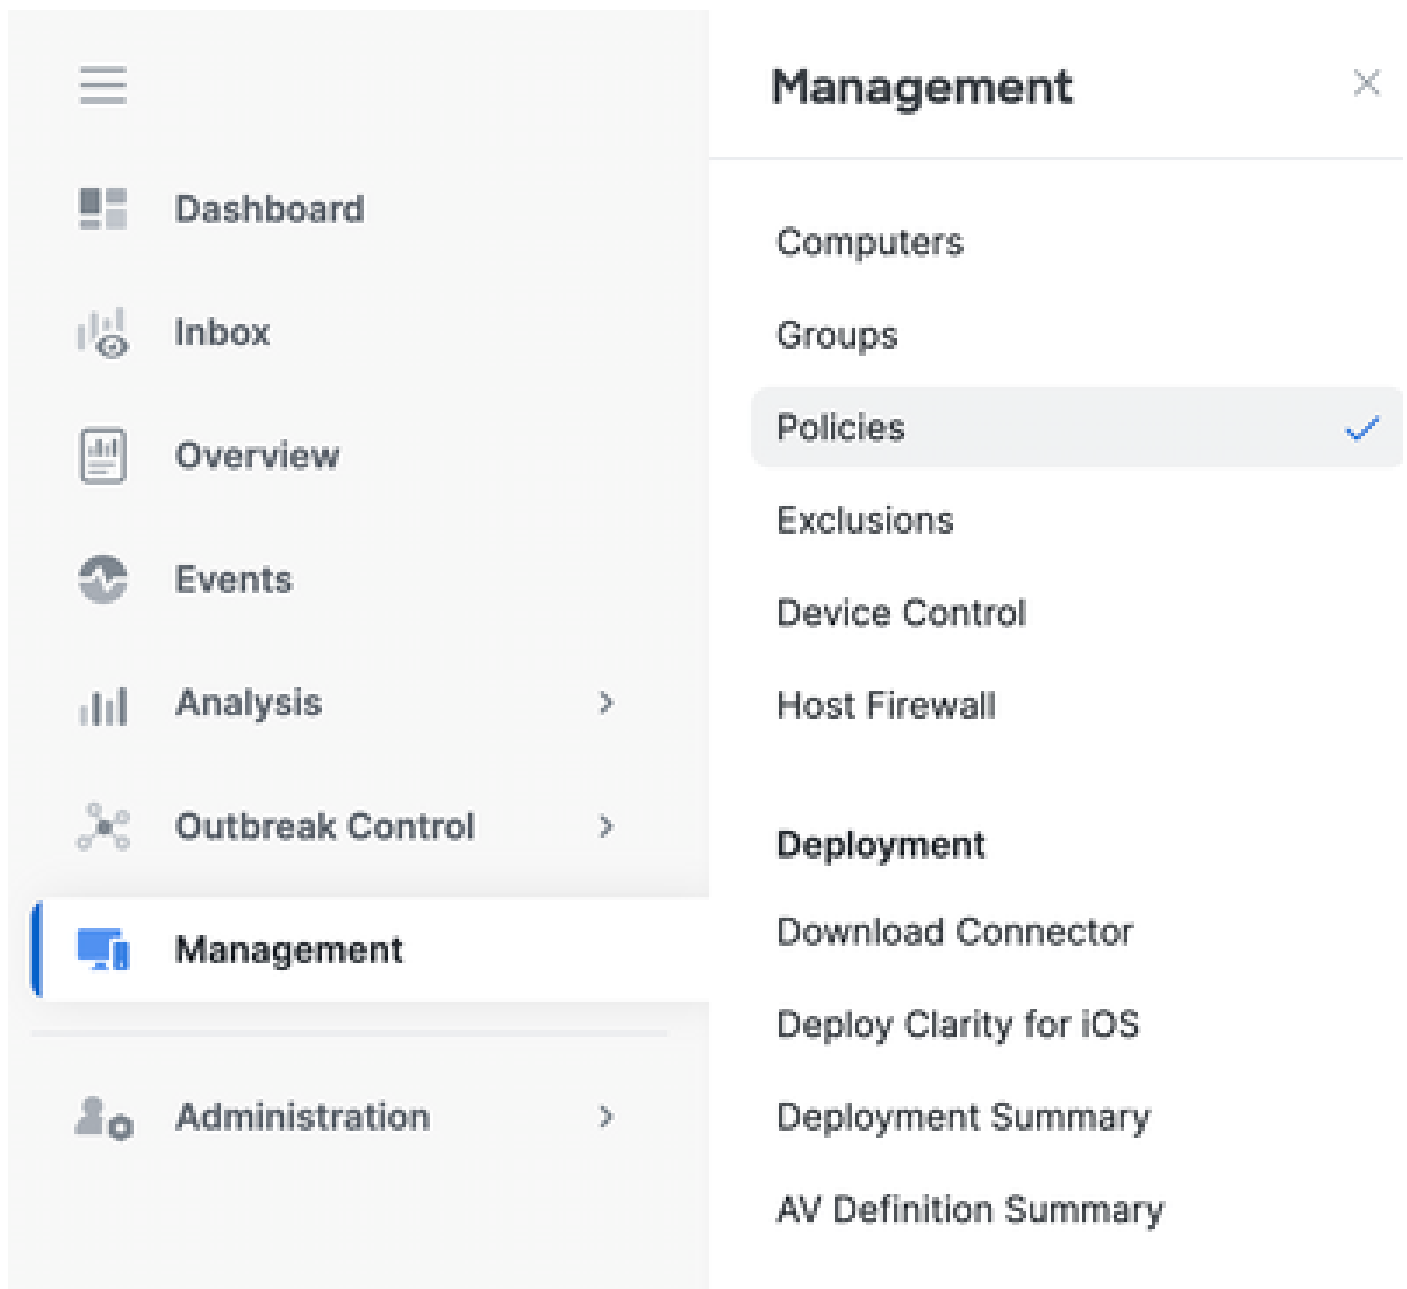 Dashboard
Inbox
Overview
Events
Analysis
Outbreak Control
Management
Administration
Management
Computers
Groups
Policies
Exclusions
Device Control
Host Firewall
Deployment
Download Connector
Deploy Clarity for iOS
Deployment Summary
AV Definition Summary